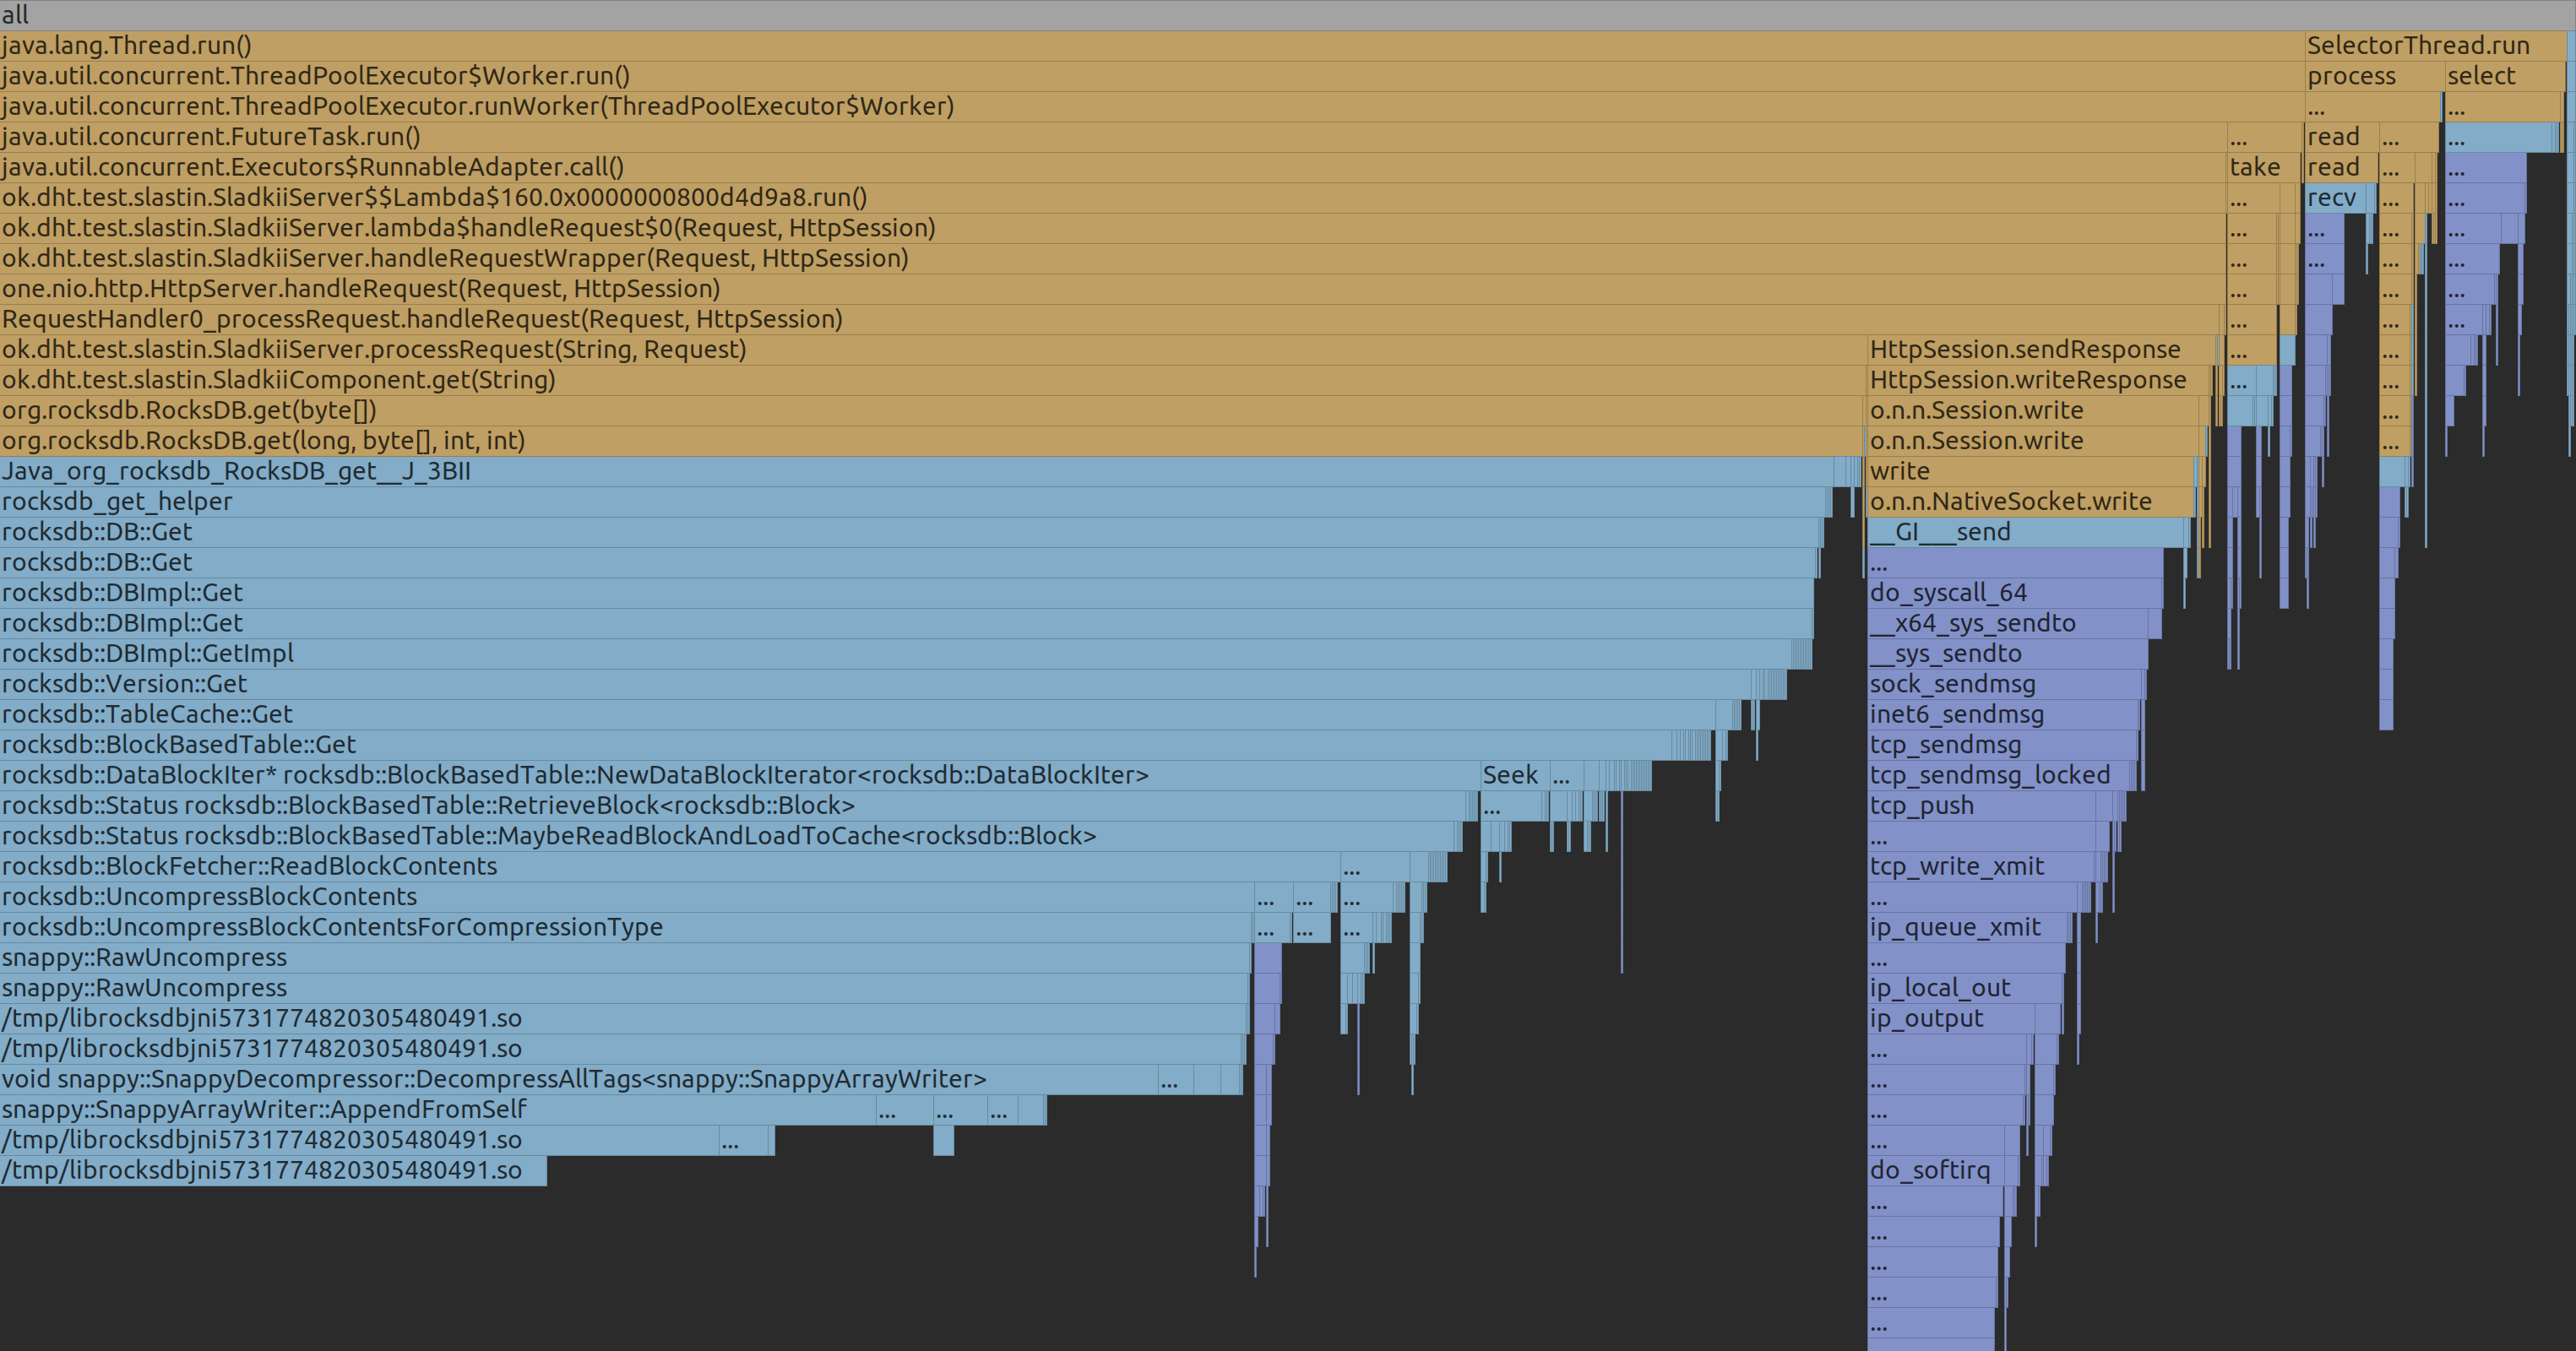 all
java.lang.Thread.run() SelectorThread.run
java.util.concurrent.ThreadPoolExecutor$Worker.run() process select
java.util.concurrent.ThreadPoolExecutor.runWorker(ThreadPoolExecutor$Worker) ... ...
java.util.concurrent.FutureTask.run() ... read ... ...
java.util.concurrent.Executors$RunnableAdapter.call() take read ... ...
ok.dht.test.slastin.SladkiiServer$$Lambda$160.0x0000000800d4d9a8.run() ... recv ... ...
ok.dht.test.slastin.SladkiiServer.lambda$handleRequest$0(Request, HttpSession) ... ... ... ...
ok.dht.test.slastin.SladkiiServer.handleRequestWrapper(Request, HttpSession) ... ... ... ...
one.nio.http.HttpServer.handleRequest(Request, HttpSession) ... ... ...
RequestHandler0_processRequest.handleRequest(Request, HttpSession) ... ... ...
ok.dht.test.slastin.SladkiiServer.processRequest(String, Request) HttpSession.sendResponse ... ...
ok.dht.test.slastin.SladkiiComponent.get(String) HttpSession.writeResponse ... ...
org.rocksdb.RocksDB.get(byte[]) o.n.n.Session.write ...
org.rocksdb.RocksDB.get(long, byte[], int, int) o.n.n.Session.write ...
Java_org_rocksdb_RocksDB_get__J_3BII write
rocksdb_get_helper o.n.n.NativeSocket.write
rocksdb::DB::Get __GI___send
rocksdb::DB::Get ...
rocksdb::DBImpl::Get do_syscall_64
rocksdb::DBImpl::Get __x64_sys_sendto
rocksdb::DBImpl::GetImpl __sys_sendto
rocksdb::Version::Get sock_sendmsg
rocksdb::TableCache::Get inet6_sendmsg
rocksdb::BlockBasedTable::Get tcp_sendmsg
rocksdb::DataBlockIter* rocksdb::BlockBasedTable::NewDataBlockIterator<rocksdb::DataBlockIter> Seek ... tcp_sendmsg_locked
rocksdb::Status rocksdb::BlockBasedTable::RetrieveBlock<rocksdb::Block> ... tcp_push
rocksdb::Status rocksdb::BlockBasedTable::MaybeReadBlockAndLoadToCache<rocksdb::Block> ...
rocksdb::BlockFetcher::ReadBlockContents ... tcp_write_xmit
rocksdb::UncompressBlockContents ... ... ... ...
rocksdb::UncompressBlockContentsForCompressionType ... ... ... ip_queue_xmit
snappy::RawUncompress ...
snappy::RawUncompress ip_local_out
/tmp/librocksdbjni5731774820305480491.so ip_output
/tmp/librocksdbjni5731774820305480491.so ...
void snappy::SnappyDecompressor::DecompressAllTags<snappy::SnappyArrayWriter> ... ...
snappy::SnappyArrayWriter::AppendFromSelf ... ... ... ...
/tmp/librocksdbjni5731774820305480491.so ... ...
/tmp/librocksdbjni5731774820305480491.so do_softirq
...
...
...
...
...